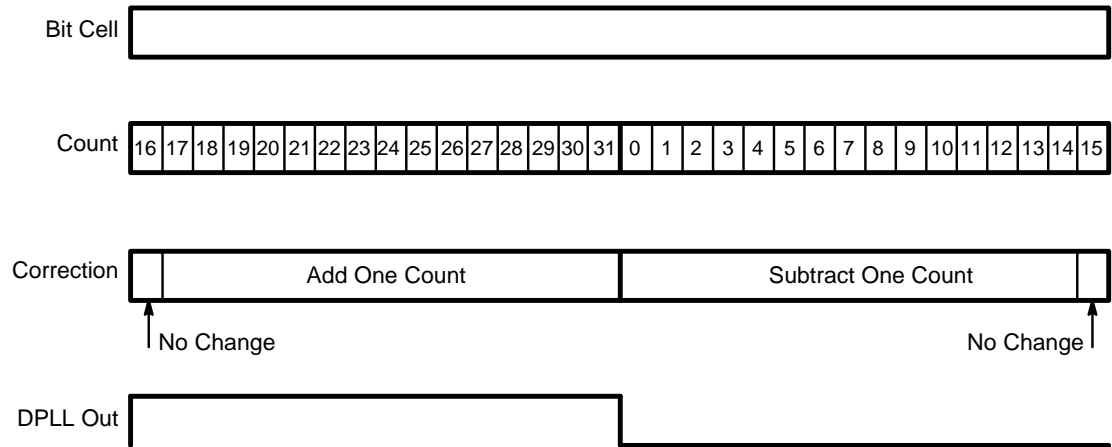 Bit Cell
Count 16 17 18 19 20 21 22 23 24 25 26 27 28 29 30 31 0 1 2 3 4 5 6 7 8 9 10 11 12 13 14 15
Correction Add One Count Subtract One Count
No Change No Change
DPLL Out